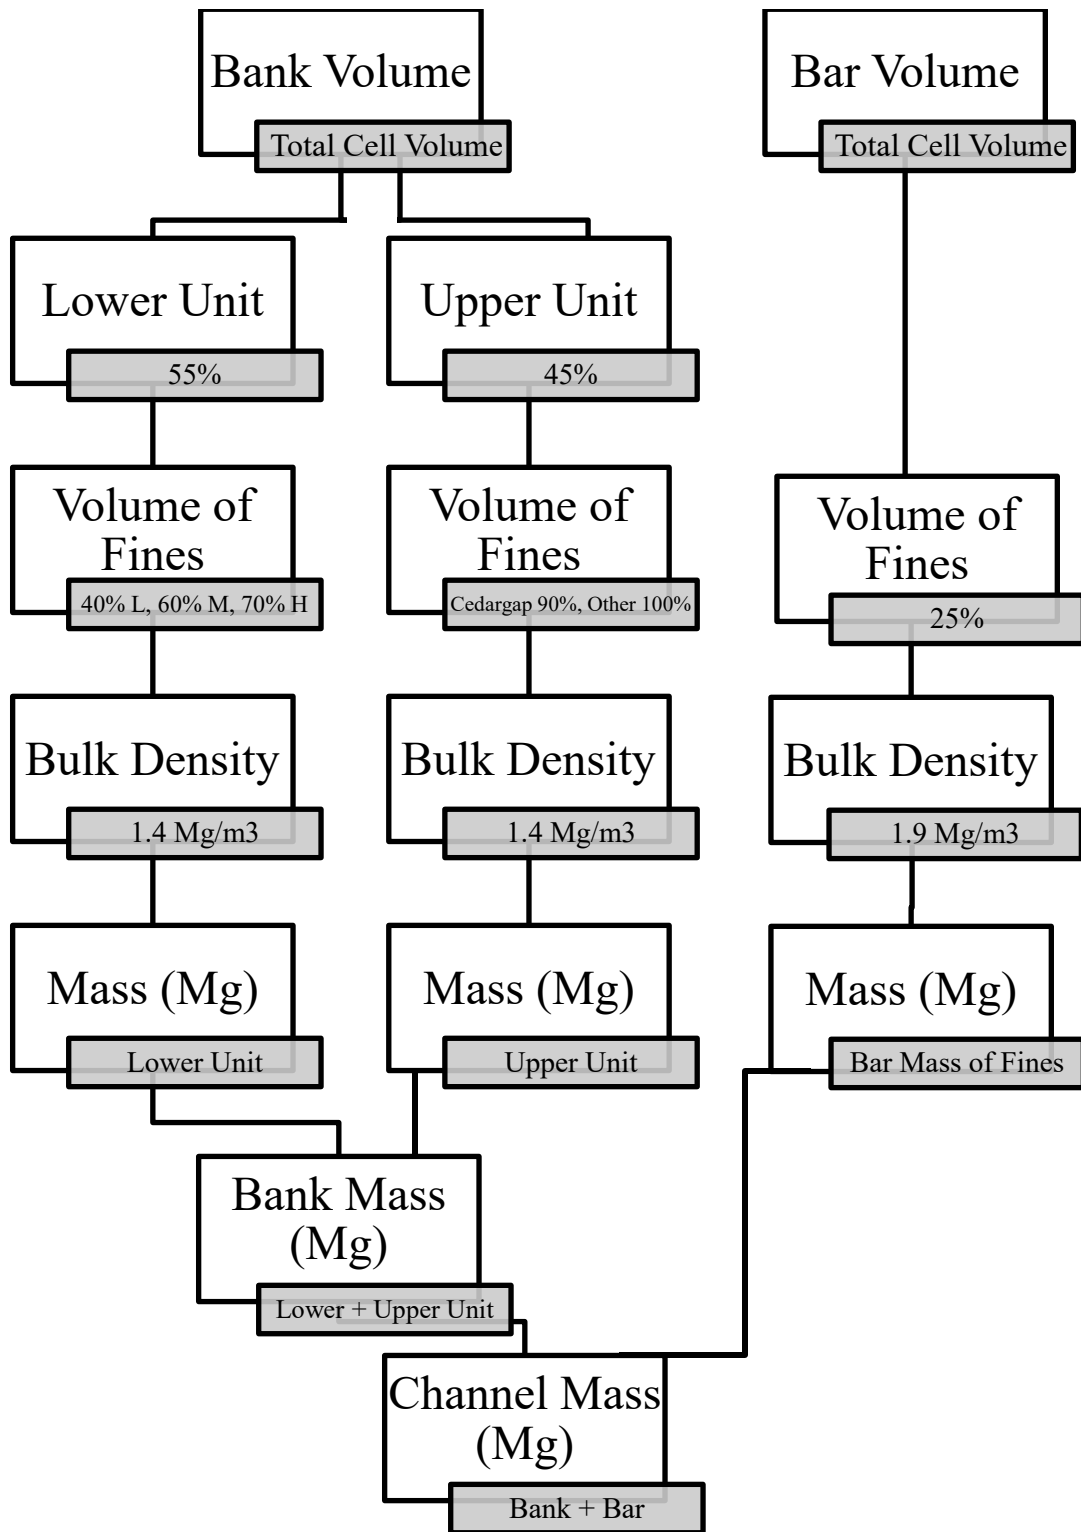 Bank Volume
Total Cell Volume
Bar Volume
Total Cell Volume
Lower Unit
55%
Upper Unit
45%
Volume of
Fines
40% L, 60% M, 70% H
Volume of
Fines
Cedargap 90%, Other 100%
Volume of
Fines
25%
Bulk Density
1.4 Mg/m3
Bulk Density
1.4 Mg/m3
Bulk Density
1.9 Mg/m3
Mass (Mg)
Lower Unit
Mass (Mg)
Upper Unit
Mass (Mg)
Bar Mass of Fines
Bank Mass
(Mg)
Lower + Upper Unit
Channel Mass
(Mg)
Bank + Bar